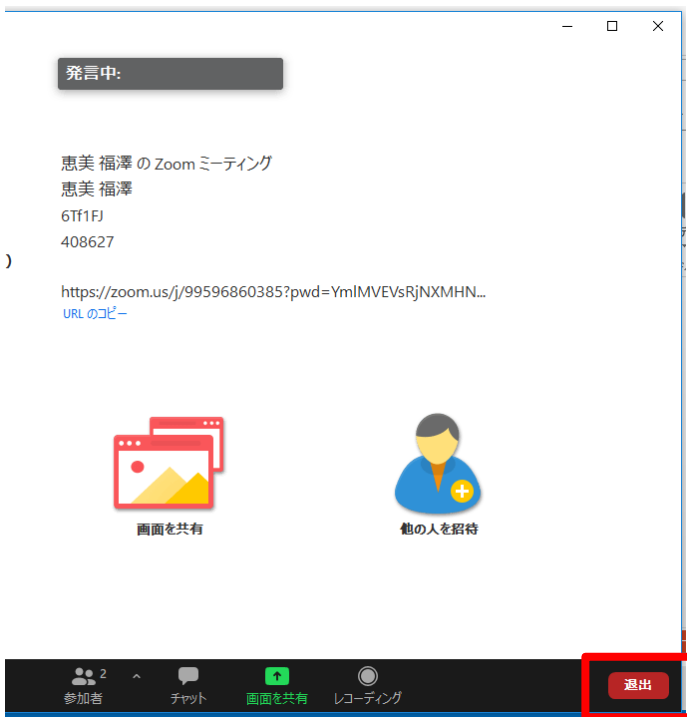 発言中:
恵美 福澤 の Zoom ミーティング
恵美 福澤
6Tf1FJ
408627
)
https://zoom.us/j/99596860385?pwd=YmlMVEVsRjNXMHN...
URL のコピー
画面を共有
他の人を招待
2
参加者
チャット
画面を共有
レコーディング
退出